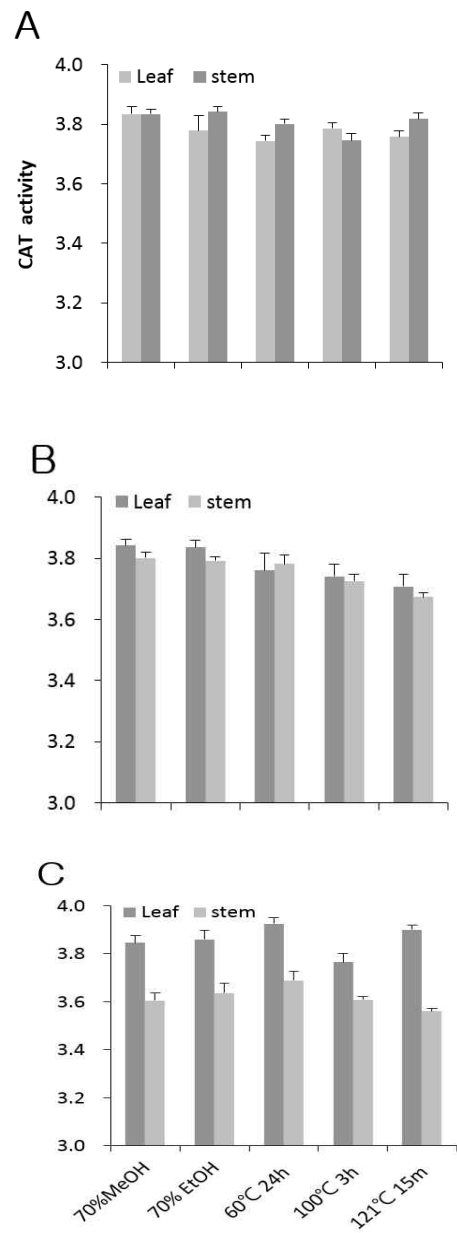 A
4.0
Leaf stem
3.8
3.6
3.4
3.2
3.0
CAT activity
B
4.0
Leaf stem
3.8
3.6
3.4
3.2
3.0
C
4.0
Leaf stem
3.8
3.6
3.4
3.2
3.0
70%MeOH
70% EtOH
60℃ 24h
100℃ 3h
121℃ 15m